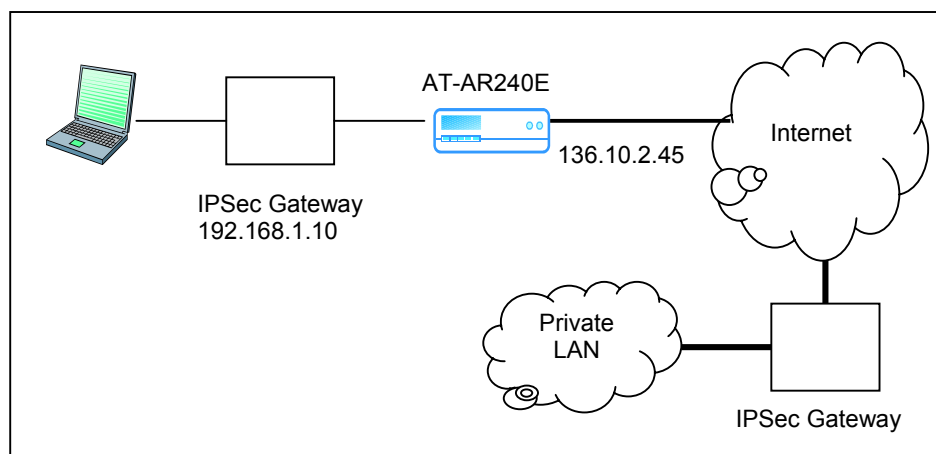 AT-AR240E
Internet
136.10.2.45
IPSec Gateway
192.168.1.10
Private
LAN
IPSec Gateway